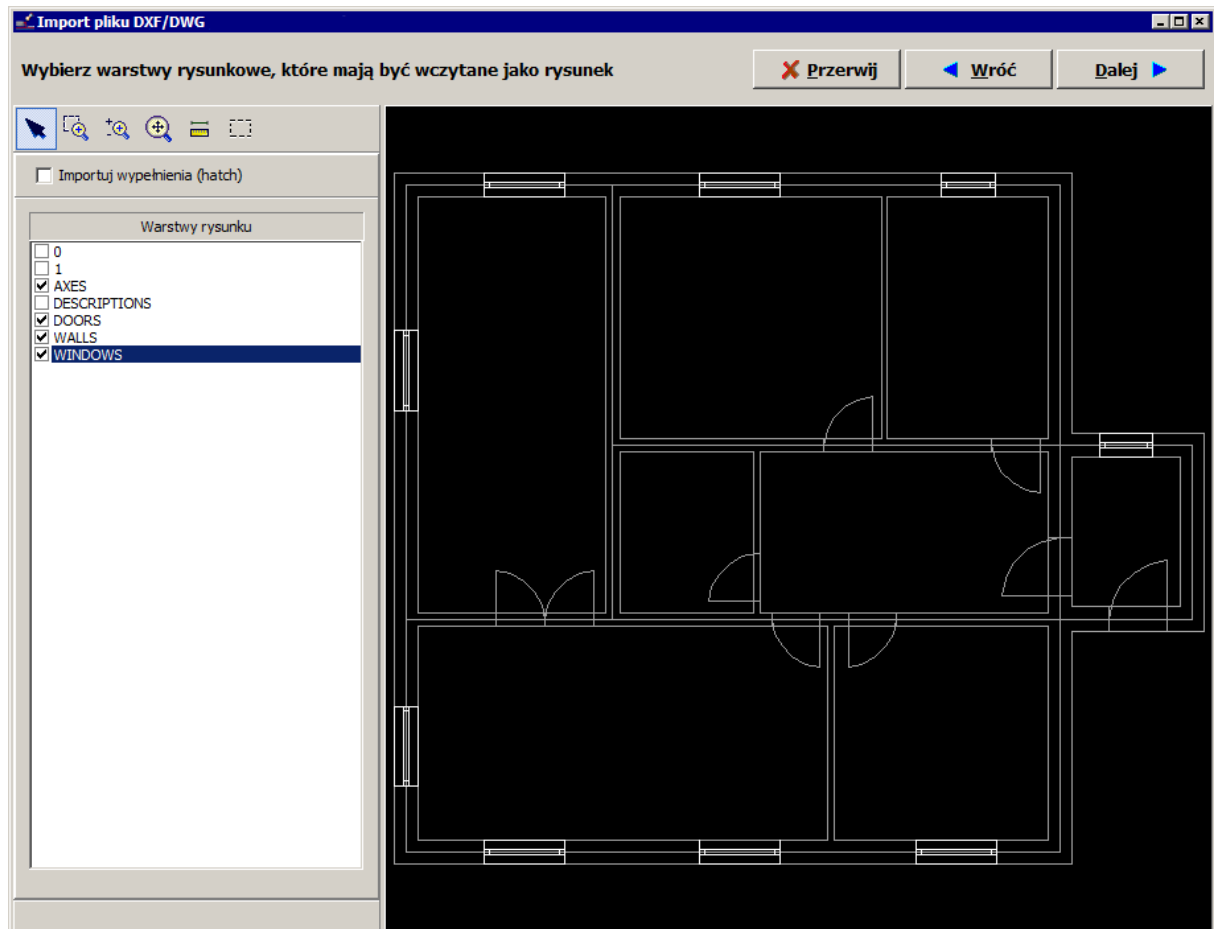 Import pliku DXF/DWG
Wybierz warstwy rysunkowe, które mają być wczytane jako rysunek
Przerwij
Wróć
Dalej
Importuj wypełnienia (hatch)
Warstwy rysunku
0
1
AXES
DESCRIPTIONS
DOORS
WALLS
WINDOWS